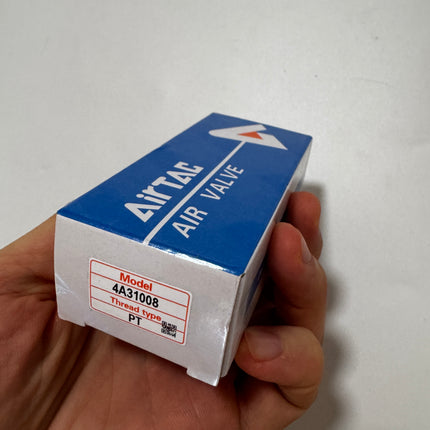 AirTAC
AIR VALVE
Model
4A31008
Thread type
PT